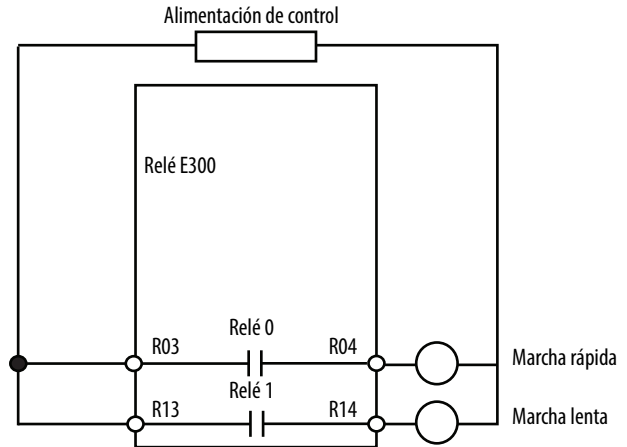 Alimentación de control
Relé E300
Relé 0
R03
R04
Marcha rápida
Relé 1
R13
R14
Marcha lenta